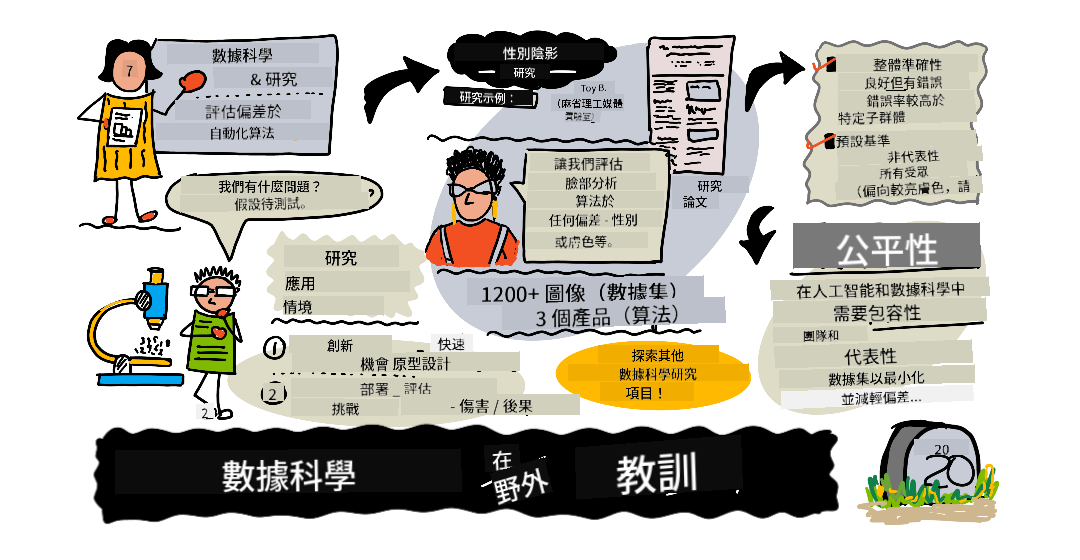 7
數據科學
& 研究
評估偏差於
自動化算法
我們有什麼問題？
假設待測試。
研究
應用
情境
1
創新
快速
機會 原型設計
2
部署 _ 評估
挑戰
- 傷害 / 後果
2
性別陰影
研究
研究示例：
Toy B.
（麻省理工媒體
實驗室）
讓我們評估
臉部分析
算法於
任何偏差 - 性別
或膚色等。
研究
論文
1200+ 圖像（數據集）
3 個產品（算法）
探索其他
數據科學研究
項目！
整體準確性
良好但有錯誤
錯誤率較高於
特定子群體
預設基準
非代表性
所有受眾
（偏向較亮膚色，請
公平性
在人工智能和數據科學中
需要包容性
團隊和
代表性
數據集以最小化
並減輕偏差...
數據科學
在
野外
教訓
20
20